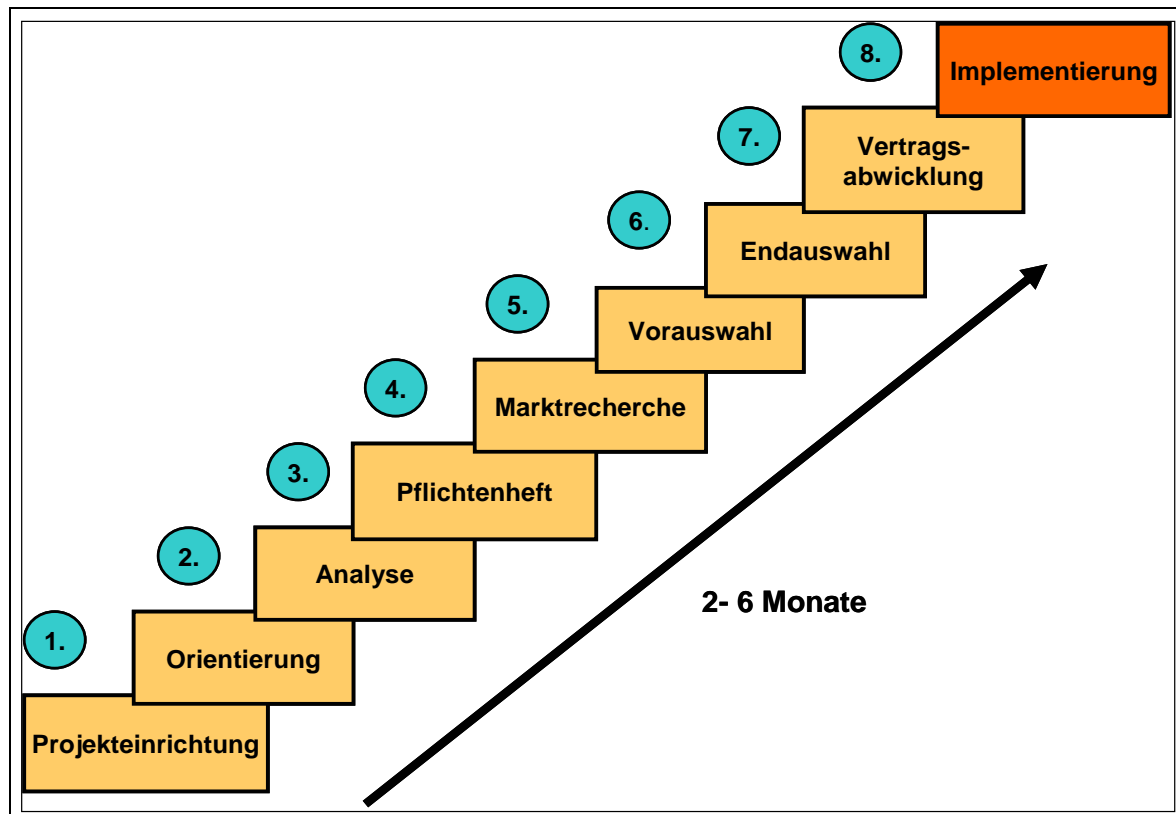 8.
Implementierung
7.
Vertrags-
abwicklung
6.
Endauswahl
5.
Vorauswahl
4.
Marktrecherche
3.
Pflichtenheft
2.
Analyse
2- 6 Monate
1.
Orientierung
Projekteinrichtung